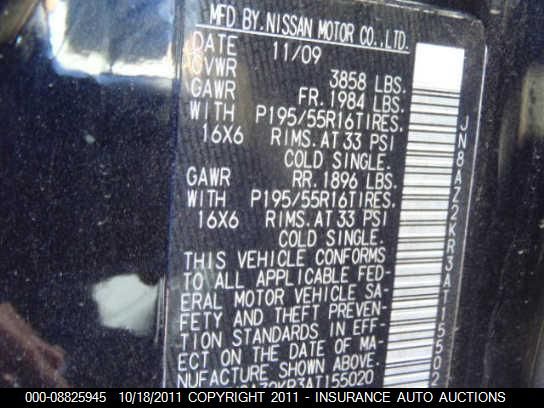 MFD BY NISSAN MOTOR CO.,LTD.
DATE 11/09
GVWR 3858 LBS.
GAWR FR. 1984 LBS.
WITH P195/55R16TIRES.
16X6 RIMS. AT 33 PSI
COLD SINGLE.
GAWR RR. 1896 LBS.
WITH P195/55R16TIRES.
16X6 RIMS. AT 33 PSI
COLD SINGLE.
THIS VEHICLE CONFORMS
TO ALL APPLICABLE FED-
ERAL MOTOR VEHICLE SA-
FETY AND THEFT PREVEN-
TION STANDARDS IN EFF-
ECT ON THE DATE OF MA-
NUFACTURE SHOWN ABOVE.
JN8AZ2KR3AT155020
000-08825945 10/18/2011 COPYRIGHT 2011 - INSURANCE AUTO AUCTIONS